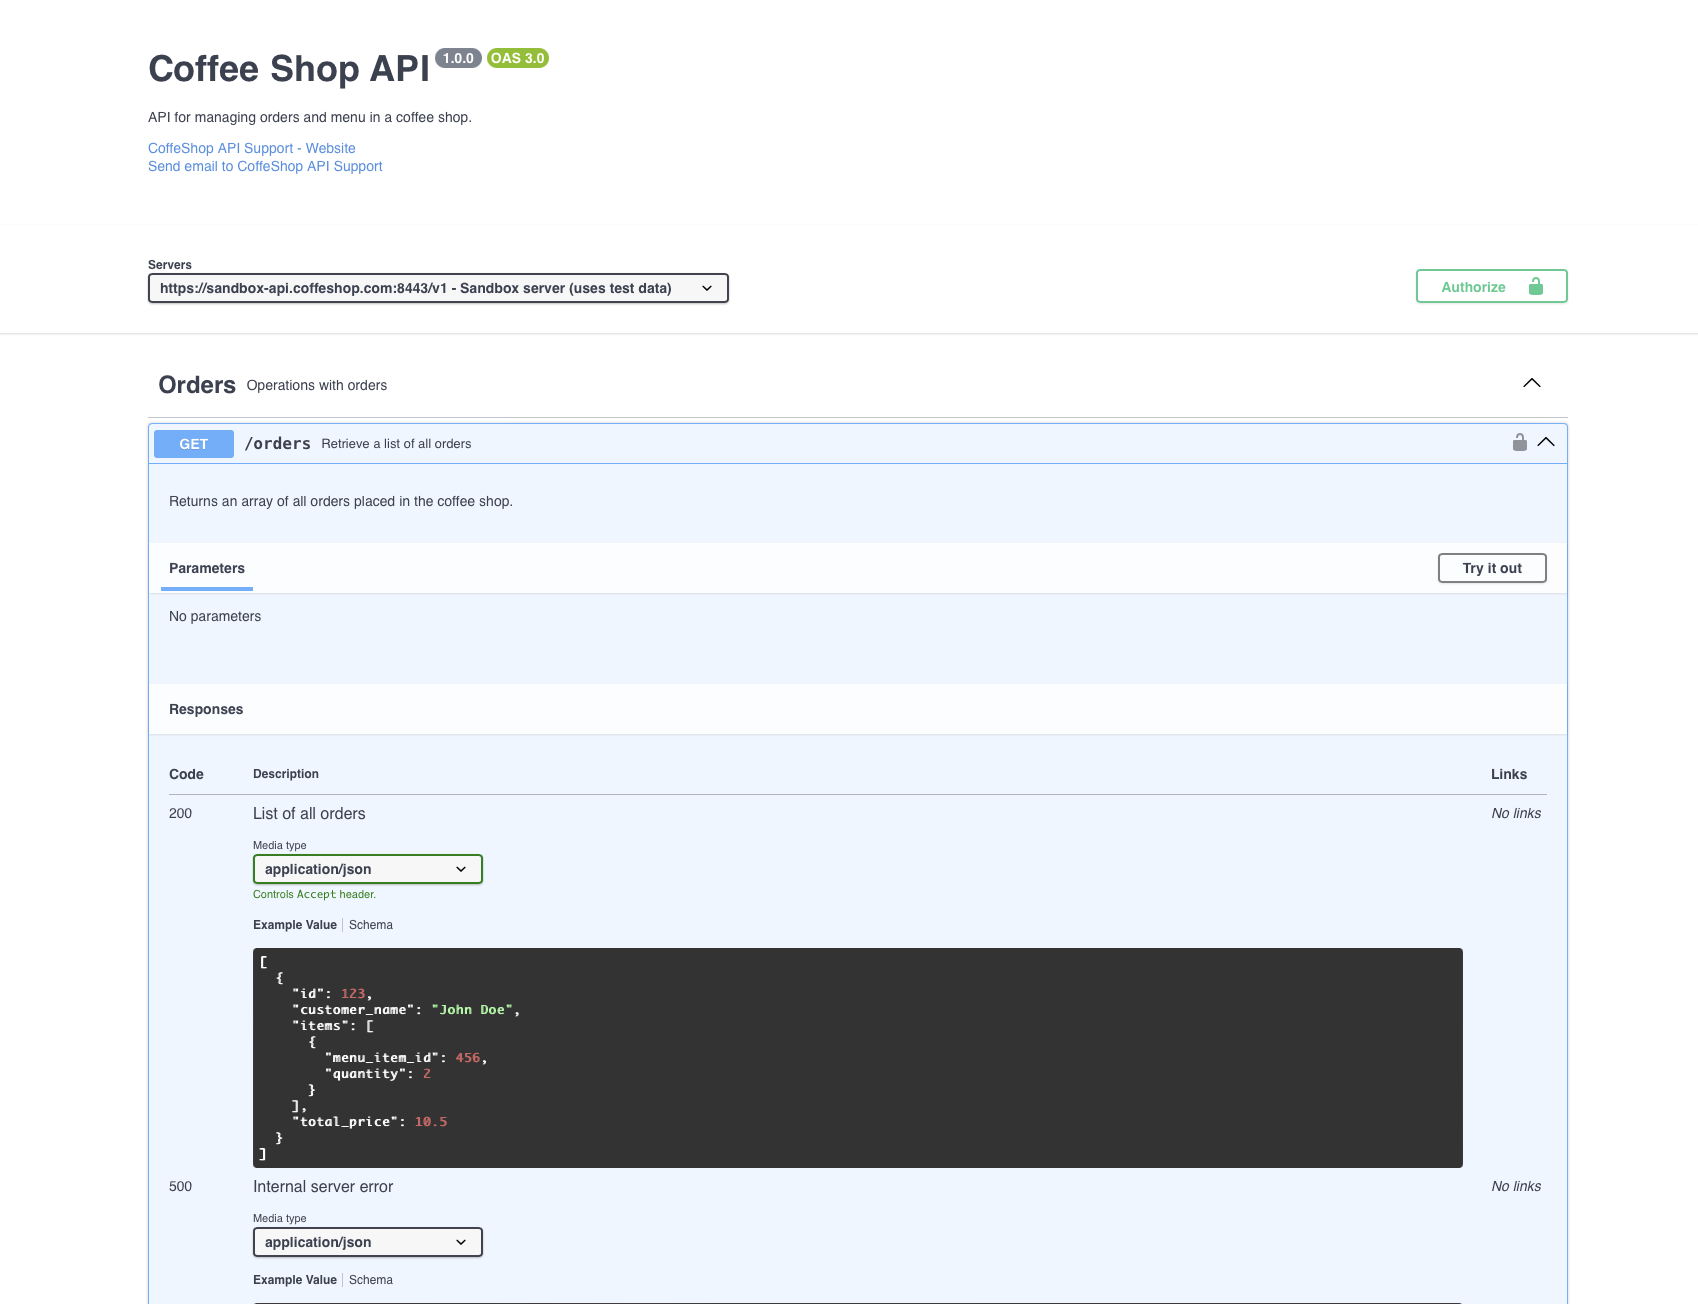 Coffee Shop API 1.0.0 OAS 3.0
API for managing orders and menu in a coffee shop.
CoffeShop API Support - Website
Send email to CoffeShop API Support
Servers
https://sandbox-api.coffeshop.com:8443/v1 - Sandbox server (uses test data)
Authorize
Orders Operations with orders
GET /orders Retrieve a list of all orders
Returns an array of all orders placed in the coffee shop.
Parameters
Try it out
No parameters
Responses
Code Description Links
200 List of all orders No links
Media type
application/json
Controls Accept header.
Example Value Schema
[
  {
    "id": 123,
    "customer_name": "John Doe",
    "items": [
      {
        "menu_item_id": 456,
        "quantity": 2
      }
    ],
    "total_price": 10.5
  }
]
500 Internal server error No links
Media type
application/json
Example Value Schema